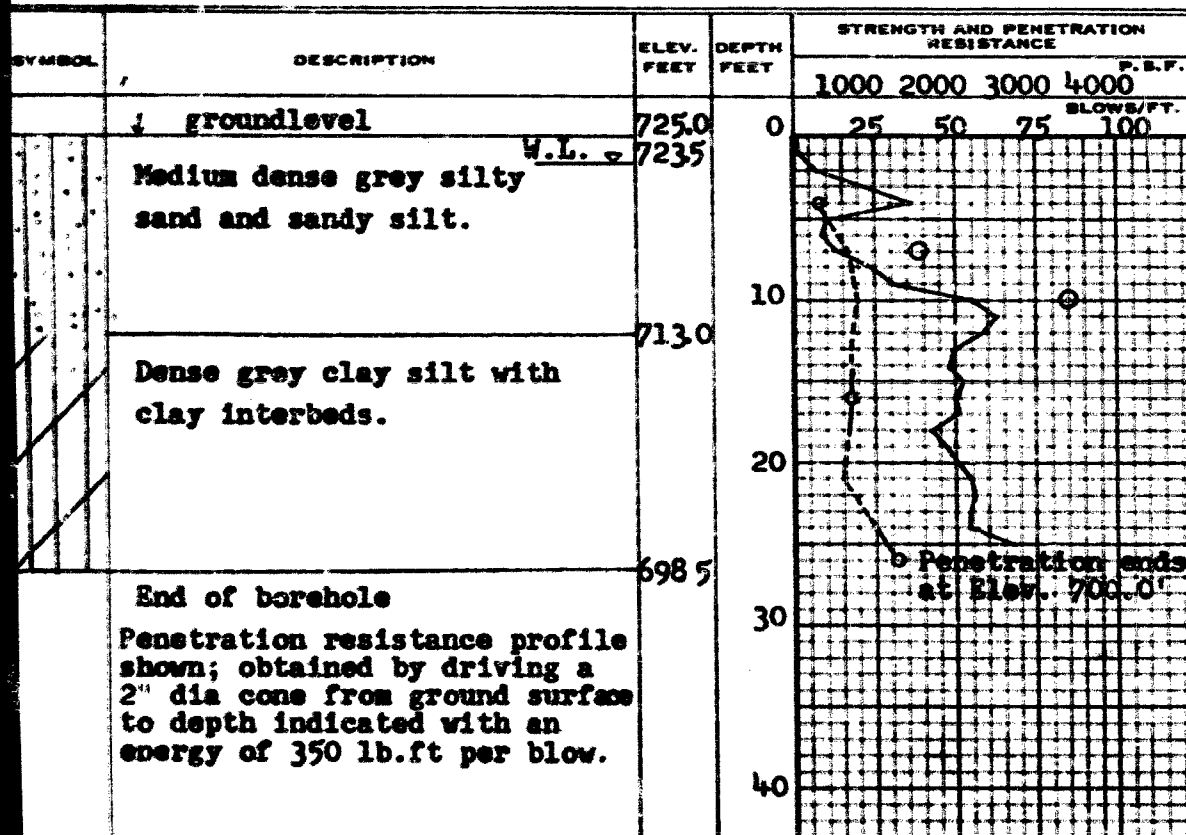 SYMBOL DESCRIPTION ELEV. FEET DEPTH FEET STRENGTH AND PENETRATION RESISTANCE
P.S.F.
1000 2000 3000 4000
BLOWS/FT.
groundlevel 725.0 0 25 50 75 100
W.L. 723.5
Medium dense grey silty
sand and sandy silt.
10
713.0
Dense grey clay silt with
clay interbeds.
20
Penetration ends
at Elev. 700.0'
698.5
End of borehole
30
Penetration resistance profile
shown; obtained by driving a
2" dia cone from ground surface
to depth indicated with an
energy of 350 lb.ft per blow.
40